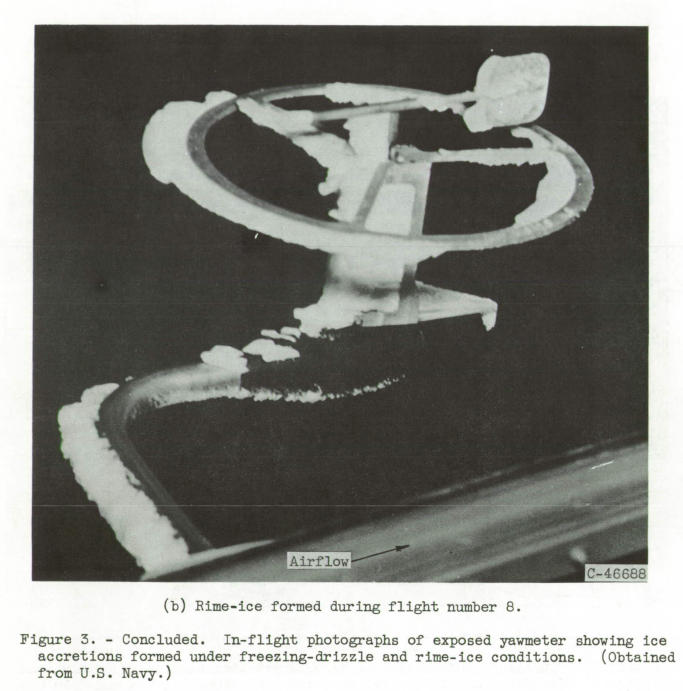 Airflow
C-46688
(b) Rime-ice formed during flight number 8.
Figure 3. - Concluded. In-flight photographs of exposed yawmeter showing ice
accretions formed under freezing-drizzle and rime-ice conditions. (Obtained
from U.S. Navy.)